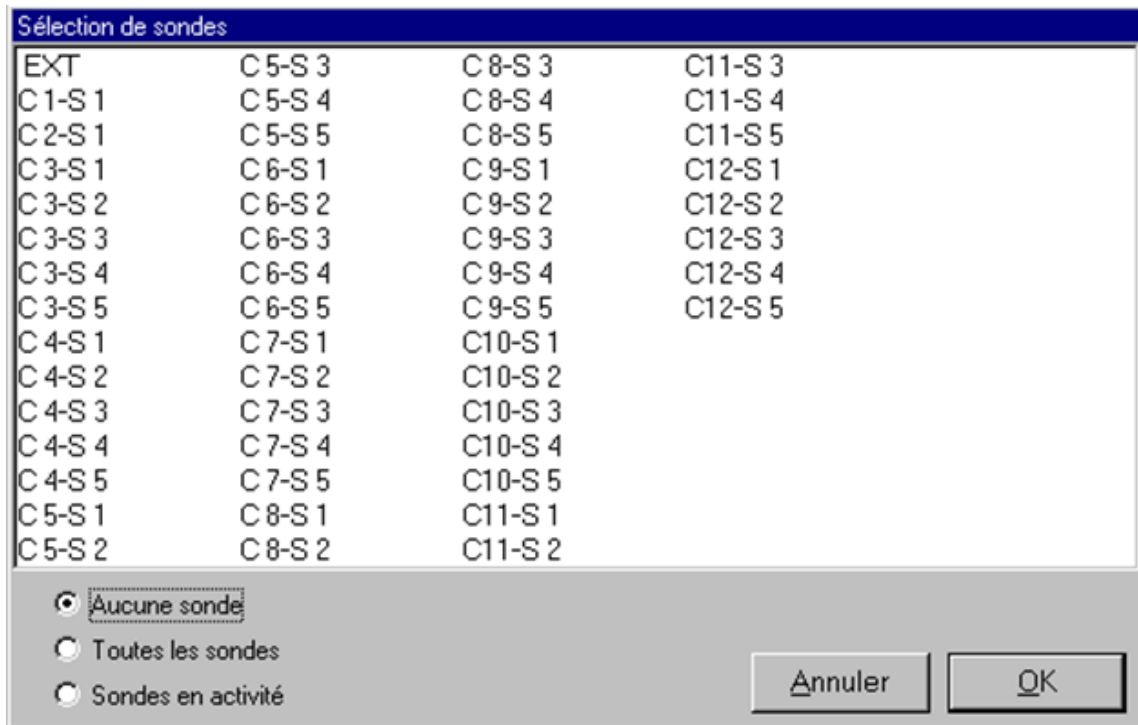 Sélection de sondes
EXT
C 1-S 1
C 2-S 1
C 3-S 1
C 3-S 2
C 3-S 3
C 3-S 4
C 3-S 5
C 4-S 1
C 4-S 2
C 4-S 3
C 4-S 4
C 4-S 5
C 5-S 1
C 5-S 2
C 5-S 3
C 5-S 4
C 5-S 5
C 6-S 1
C 6-S 2
C 6-S 3
C 6-S 4
C 6-S 5
C 7-S 1
C 7-S 2
C 7-S 3
C 7-S 4
C 7-S 5
C 8-S 1
C 8-S 2
C 8-S 3
C 8-S 4
C 8-S 5
C 9-S 1
C 9-S 2
C 9-S 3
C 9-S 4
C 9-S 5
C10-S 1
C10-S 2
C10-S 3
C10-S 4
C10-S 5
C11-S 1
C11-S 2
C11-S 3
C11-S 4
C11-S 5
C12-S 1
C12-S 2
C12-S 3
C12-S 4
C12-S 5
Aucune sonde
Toutes les sondes
Sondes en activité
Annuler
OK